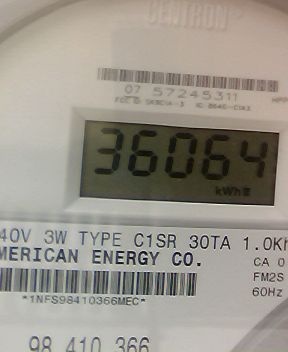 CENTRON®
07 57245311
36064
kWh
40V 3W TYPE C1SR 30TA 1.0Kh
MERICAN ENERGY CO.
CA 0
FM2S
60Hz
*1NFS98410366MEC*
98 410 366